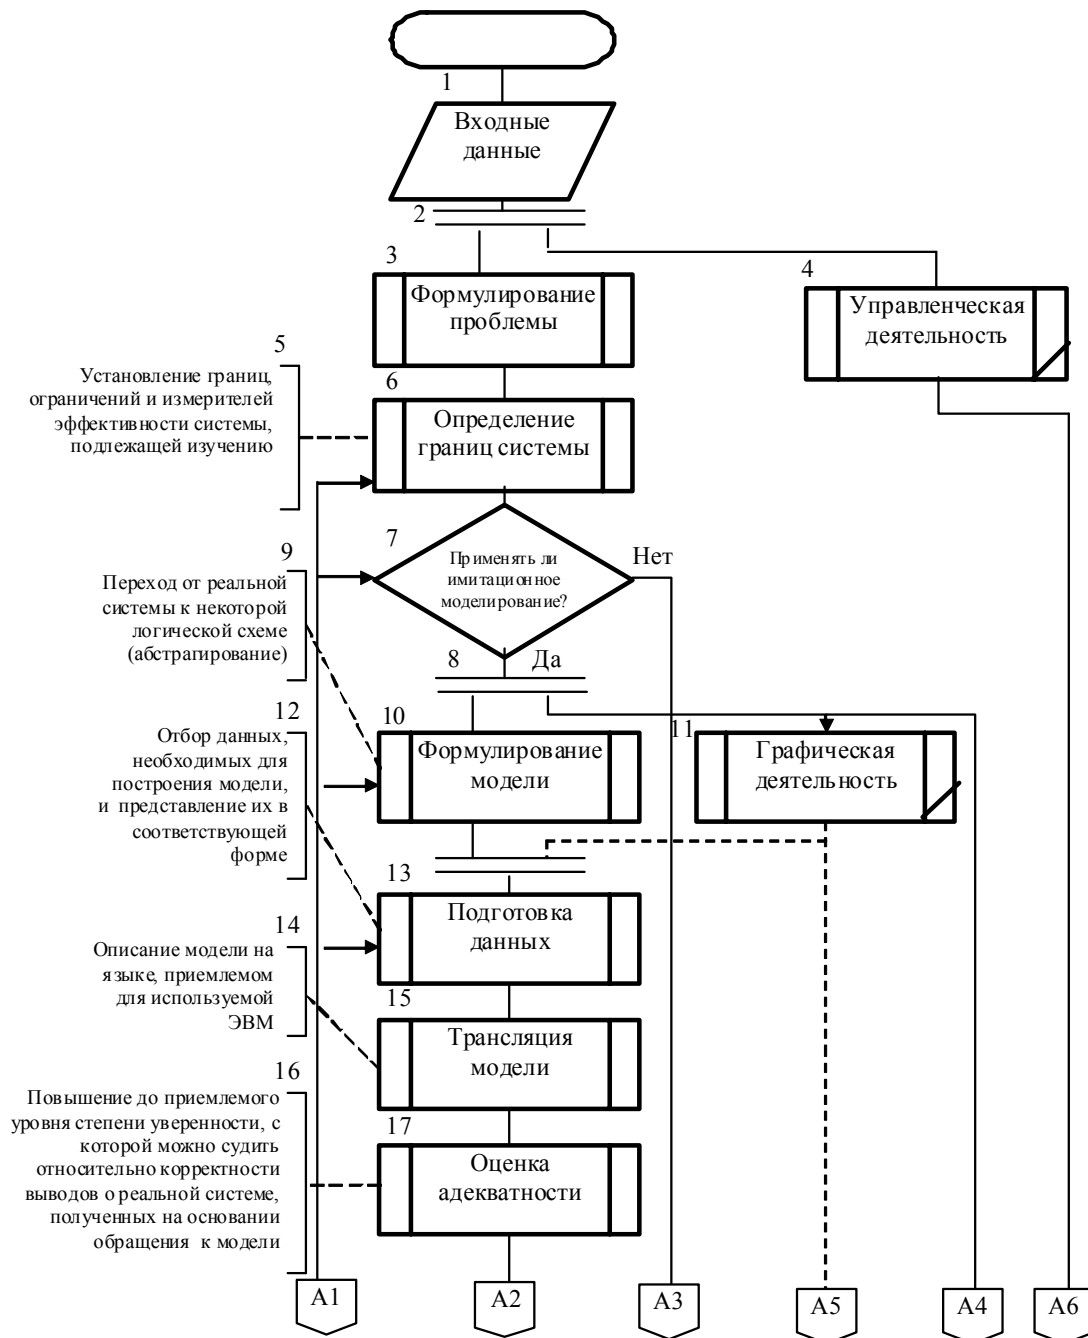 1
Входные
данные
2
3
Формулирование
проблемы
4
Управленческая
деятельность
5
Установление границ,
ограничений и измерителей
эффективности системы,
подлежащей изучению
6
Определение
границ системы
7
Применять ли
имитационное
моделирование?
Нет
8
Да
9
Переход от реальной
системы к некоторой
логической схеме
(абстрагирование)
10
Формулирование
модели
11
Графическая
деятельность
12
Отбор данных,
необходимых для
построения модели,
и представление их в
соответствующей
форме
13
Подготовка
данных
14
Описание модели на
языке, приемлемом
для используемой
ЭВМ
15
Трансляция
модели
16
Повышение до приемлемого
уровня степени уверенности, с
которой можно судить
относительно корректности
выводов о реальной системе,
полученных на основании
обращения к модели
17
Оценка
адекватности
А1
А2
А3
А5
А4
А6